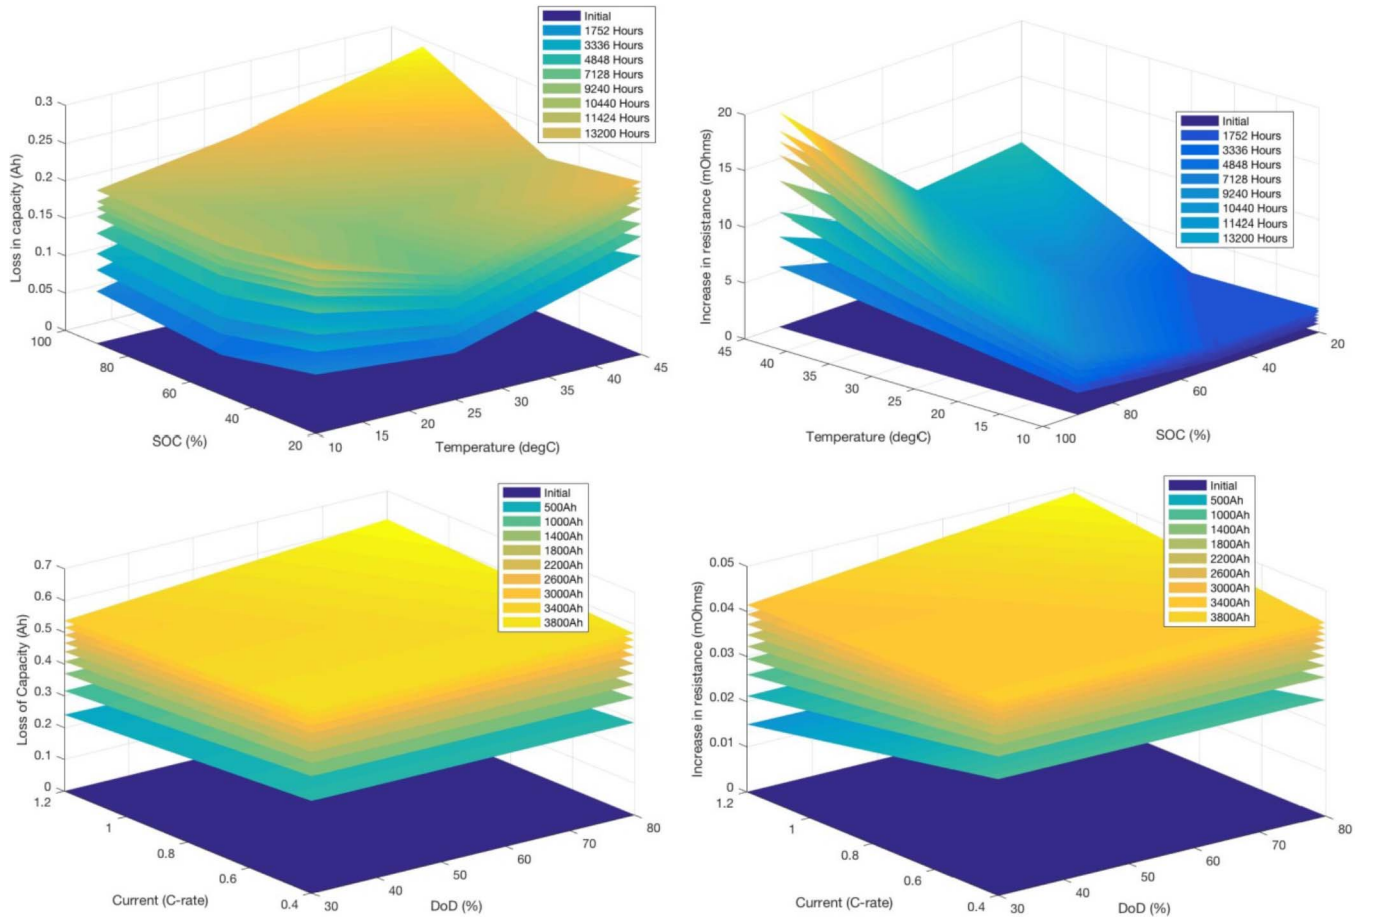 Initial
1752 Hours
3336 Hours
4848 Hours
7128 Hours
9240 Hours
10440 Hours
11424 Hours
13200 Hours
0.3
0.25
0.2
0.15
0.1
0.05
0
Loss in capacity (Ah)
100
80
60
40
20
SOC (%)
10
15
20
25
30
35
40
45
Temperature (degC)
Initial
1752 Hours
3336 Hours
4848 Hours
7128 Hours
9240 Hours
10440 Hours
11424 Hours
13200 Hours
20
15
10
5
0
Increase in resistance (mOhms)
45
40
35
30
25
20
15
10
Temperature (degC)
100
80
60
40
20
SOC (%)
Initial
500Ah
1000Ah
1400Ah
1800Ah
2200Ah
2600Ah
3000Ah
3400Ah
3800Ah
0.7
0.6
0.5
0.4
0.3
0.2
0.1
0
Loss of Capacity (Ah)
1.2
1
0.8
0.6
0.4
Current (C-rate)
30
40
50
60
70
80
DoD (%)
Initial
500Ah
1000Ah
1400Ah
1800Ah
2200Ah
2600Ah
3000Ah
3400Ah
3800Ah
0.05
0.04
0.03
0.02
0.01
0
Increase in resistance (mOhms)
1.2
1
0.8
0.6
0.4
Current (C-rate)
30
40
50
60
70
80
DoD (%)